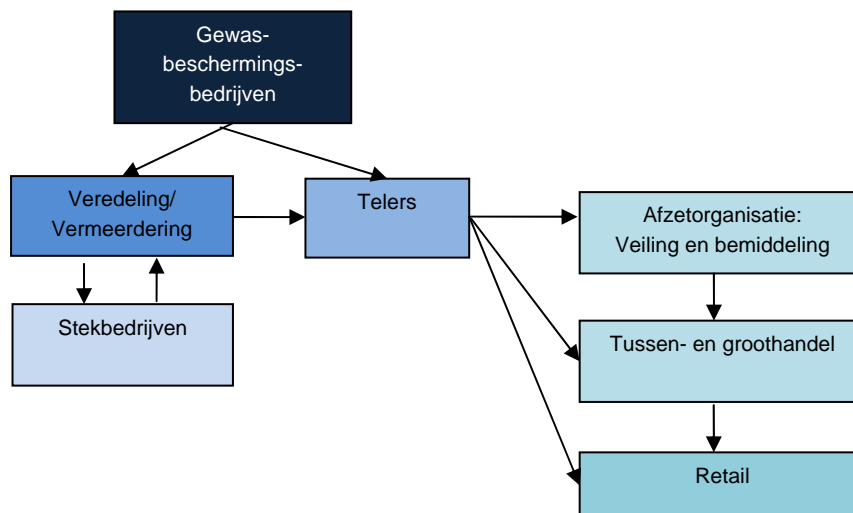 Gewas-
beschermings-
bedrijven
Veredeling/
Vermeerdering
Telers
Afzetorganisatie:
Veiling en bemiddeling
Stekbedrijven
Tussen- en groothandel
Retail